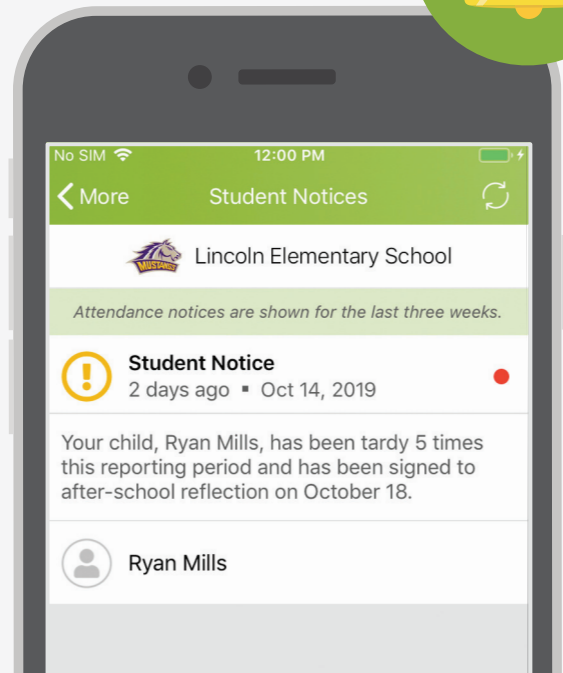 No SIM 12:00 PM
More Student Notices
MUSTANGS Lincoln Elementary School
Attendance notices are shown for the last three weeks.
Student Notice
2 days ago ▪ Oct 14, 2019
Your child, Ryan Mills, has been tardy 5 times
this reporting period and has been signed to
after-school reflection on October 18.
Ryan Mills